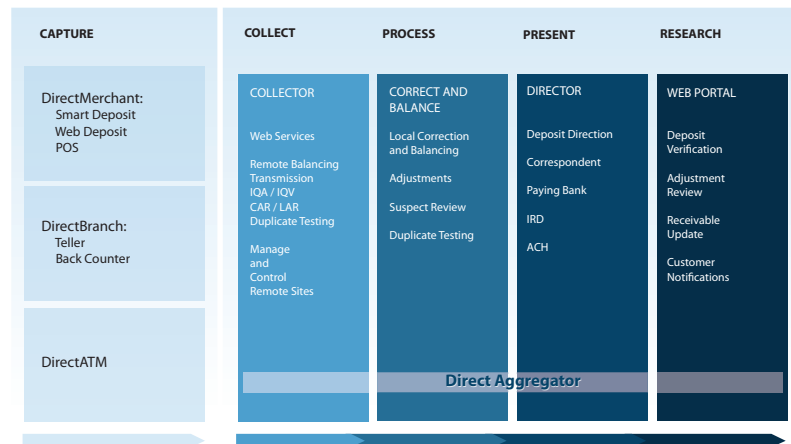 CAPTURE
DirectMerchant:
Smart Deposit
Web Deposit
POS
DirectBranch:
Teller
Back Counter
DirectATM
COLLECT
COLLECTOR
Web Services
Remote Balancing
Transmission
IQA / IQV
CAR / LAR
Duplicate Testing
Manage
and
Control
Remote Sites
PROCESS
CORRECT AND
BALANCE
Local Correction
and Balancing
Adjustments
Suspect Review
Duplicate Testing
PRESENT
DIRECTOR
Deposit Direction
Correspondent
Paying Bank
IRD
ACH
RESEARCH
WEB PORTAL
Deposit
Verification
Adjustment
Review
Receivable
Update
Customer
Notifications
Direct Aggregator